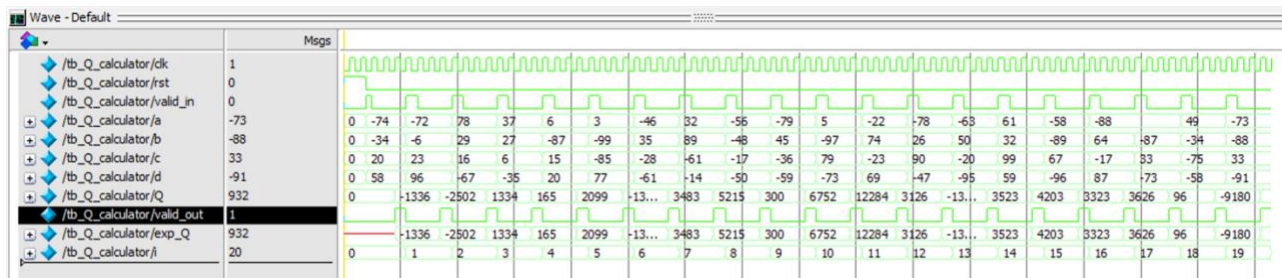 Wave - Default
Msgs
/tb_Q_calculator/clk 1
/tb_Q_calculator/rst 0
/tb_Q_calculator/valid_in 0
/tb_Q_calculator/a -73 0 -74 -72 78 37 6 3 -46 32 -56 -79 5 -22 -78 -63 61 -58 -88 49 -73
/tb_Q_calculator/b -88 0 -34 -6 29 27 -87 -99 35 89 -48 45 -97 74 26 50 32 -89 64 -87 -34 -88
/tb_Q_calculator/c 33 0 20 23 16 6 15 -85 -28 -61 -17 -36 79 -23 90 -20 99 67 -17 33 -75 33
/tb_Q_calculator/d -91 0 58 96 -67 -35 20 77 -61 -14 -50 -59 -73 69 -47 -95 59 -96 87 -73 -58 -91
/tb_Q_calculator/Q 932 0 -1336 -2502 1334 165 2099 -13... 3483 5215 300 6752 12284 3126 -13... 3523 4203 3323 3626 96 -9180
/tb_Q_calculator/valid_out 1
/tb_Q_calculator/exp_Q 932 -1336 -2502 1334 165 2099 -13... 3483 5215 300 6752 12284 3126 -13... 3523 4203 3323 3626 96 -9180
/tb_Q_calculator/i 20 0 1 2 3 4 5 6 7 8 9 10 11 12 13 14 15 16 17 18 19